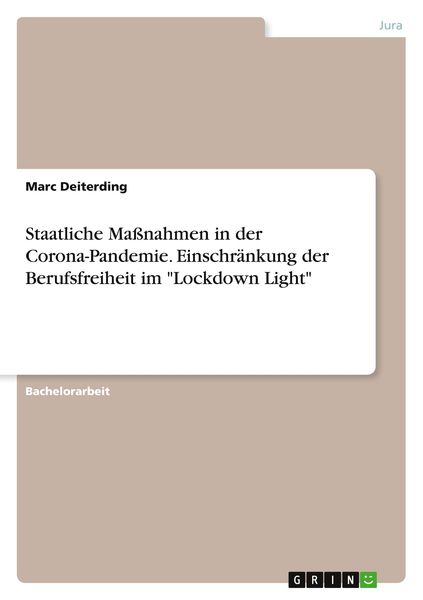 Jura
Marc Deiterding
Staatliche Maßnahmen in der
Corona-Pandemie. Einschränkung der
Berufsfreiheit im "Lockdown Light"
Bachelorarbeit
GRIN